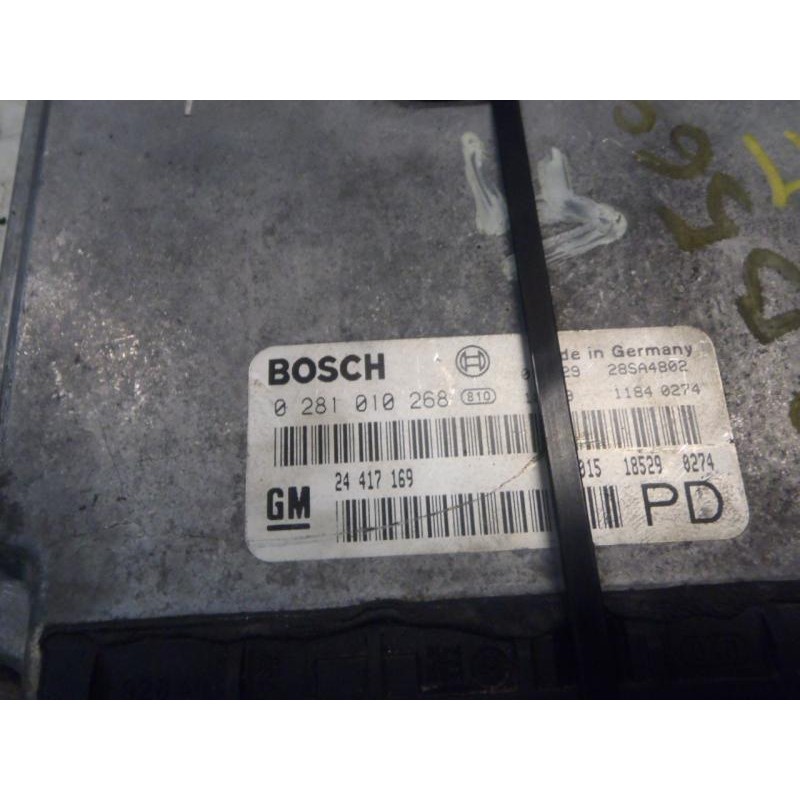 BOSCH
de in Germany
28SA4802
0 281 010 268 810
1184 0274
24 417 169
015 18529 0274
GM
PD